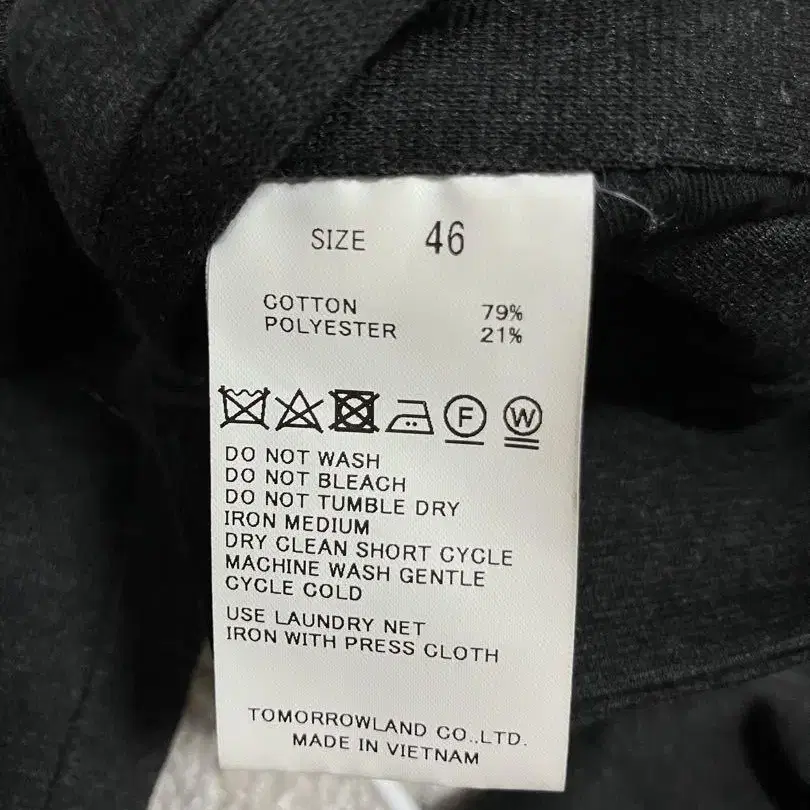 SIZE 46
COTTON 79%
POLYESTER 21%
F W
DO NOT WASH
DO NOT BLEACH
DO NOT TUMBLE DRY
IRON MEDIUM
DRY CLEAN SHORT CYCLE
MACHINE WASH GENTLE
CYCLE COLD
USE LAUNDRY NET
IRON WITH PRESS CLOTH
TOMORROWLAND CO.,LTD.
MADE IN VIETNAM